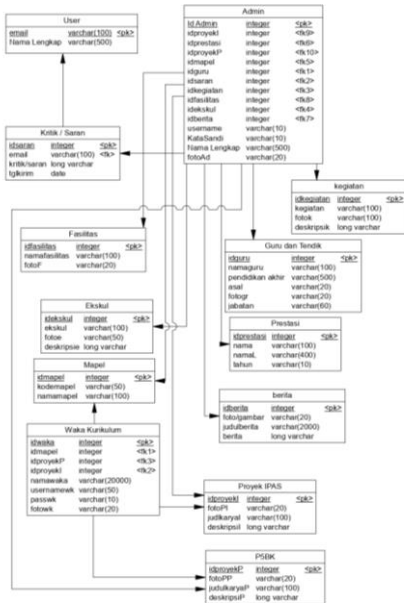 User
email varchar(100) <pk>
Nama Lengkap varchar(500)
Admin
Id Admin integer <pk>
idproyekI integer <fk9>
idprestasi integer <fk6>
idproyekP integer <fk10>
idmapel integer <fk5>
idguru integer <fk1>
idsaran integer <fk2>
idkegiatan integer <fk3>
idfasilitas integer <fk8>
idekskul integer <fk4>
idberita integer <fk7>
username varchar(10)
KataSandi varchar(10)
Nama Lengkap varchar(500)
fotoAd varchar(20)
Kritik / Saran
idsaran integer <pk>
email varchar(100) <fk>
kritik/saran long varchar
tglkirim date
kegiatan
idkegiatan integer <pk>
kegiatan varchar(100)
fotok varchar(100)
deskripsik long varchar
Fasilitas
idfasilitas integer <pk>
namafasilitas varchar(100)
fotoF varchar(20)
Guru dan Tendik
idguru integer <pk>
namaguru varchar(100)
pendidikan akhir varchar(500)
asal varchar(20)
fotogr varchar(20)
jabatan varchar(60)
Ekskul
idekskul integer <pk>
ekskul varchar(100)
fotoe varchar(50)
deskripsie long varchar
Prestasi
idprestasi integer <pk>
nama varchar(100)
namaL varchar(400)
tahun varchar(10)
Mapel
idmapel integer <pk>
kodemapel varchar(50)
namamapel varchar(100)
berita
idberita integer <pk>
foto/gambar varchar(20)
judulberita varchar(2000)
berita long varchar
Waka Kurikulum
idwaka integer <pk>
idmapel integer <fk1>
idproyekP integer <fk3>
idproyekI integer <fk2>
namawaka varchar(20000)
usernamewk varchar(50)
passwk varchar(10)
fotowk varchar(20)
Proyek IPAS
idproyekI integer <pk>
fotoPI varchar(20)
judlkaryaI varchar(100)
deskripsiI long varchar
P5BK
idproyekP integer <pk>
fotoPP varchar(20)
judulkaryaP varchar(100)
deskripsiP long varchar